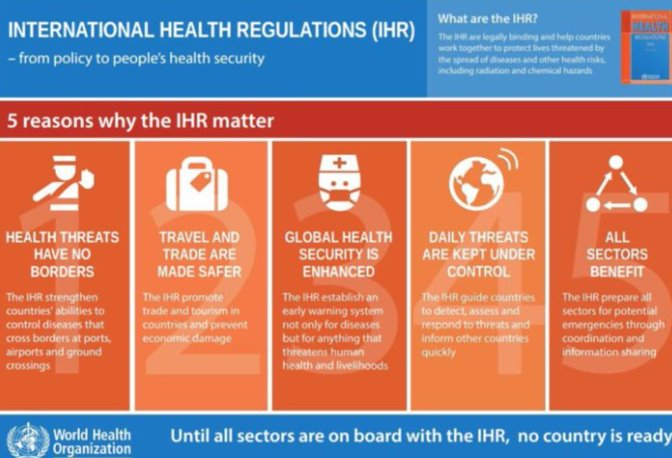 INTERNATIONAL HEALTH REGULATIONS (IHR)
– from policy to people's health security
What are the IHR?
The IHR are legally binding and help countries
work together to protect lives threatened by
the spread of diseases and other health risks,
including radiation and chemical hazards
INTERNATIONAL
HEALTH
REGULATIONS
5 reasons why the IHR matter
1
HEALTH THREATS
HAVE NO
BORDERS
The IHR strengthen
countries' abilities to
control diseases that
cross borders at ports,
airports and ground
crossings
2
TRAVEL AND
TRADE ARE
MADE SAFER
The IHR promote
trade and tourism in
countries and prevent
economic damage
3
GLOBAL HEALTH
SECURITY IS
ENHANCED
The IHR establish an
early warning system
not only for diseases
but for anything that
threatens human
health and livelihoods
4
DAILY THREATS
ARE KEPT UNDER
CONTROL
The IHR guide countries
to detect, assess and
respond to threats and
inform other countries
quickly
5
ALL
SECTORS
BENEFIT
The IHR prepare all
sectors for potential
emergencies through
coordination and
information sharing
World Health
Organization
Until all sectors are on board with the IHR, no country is ready